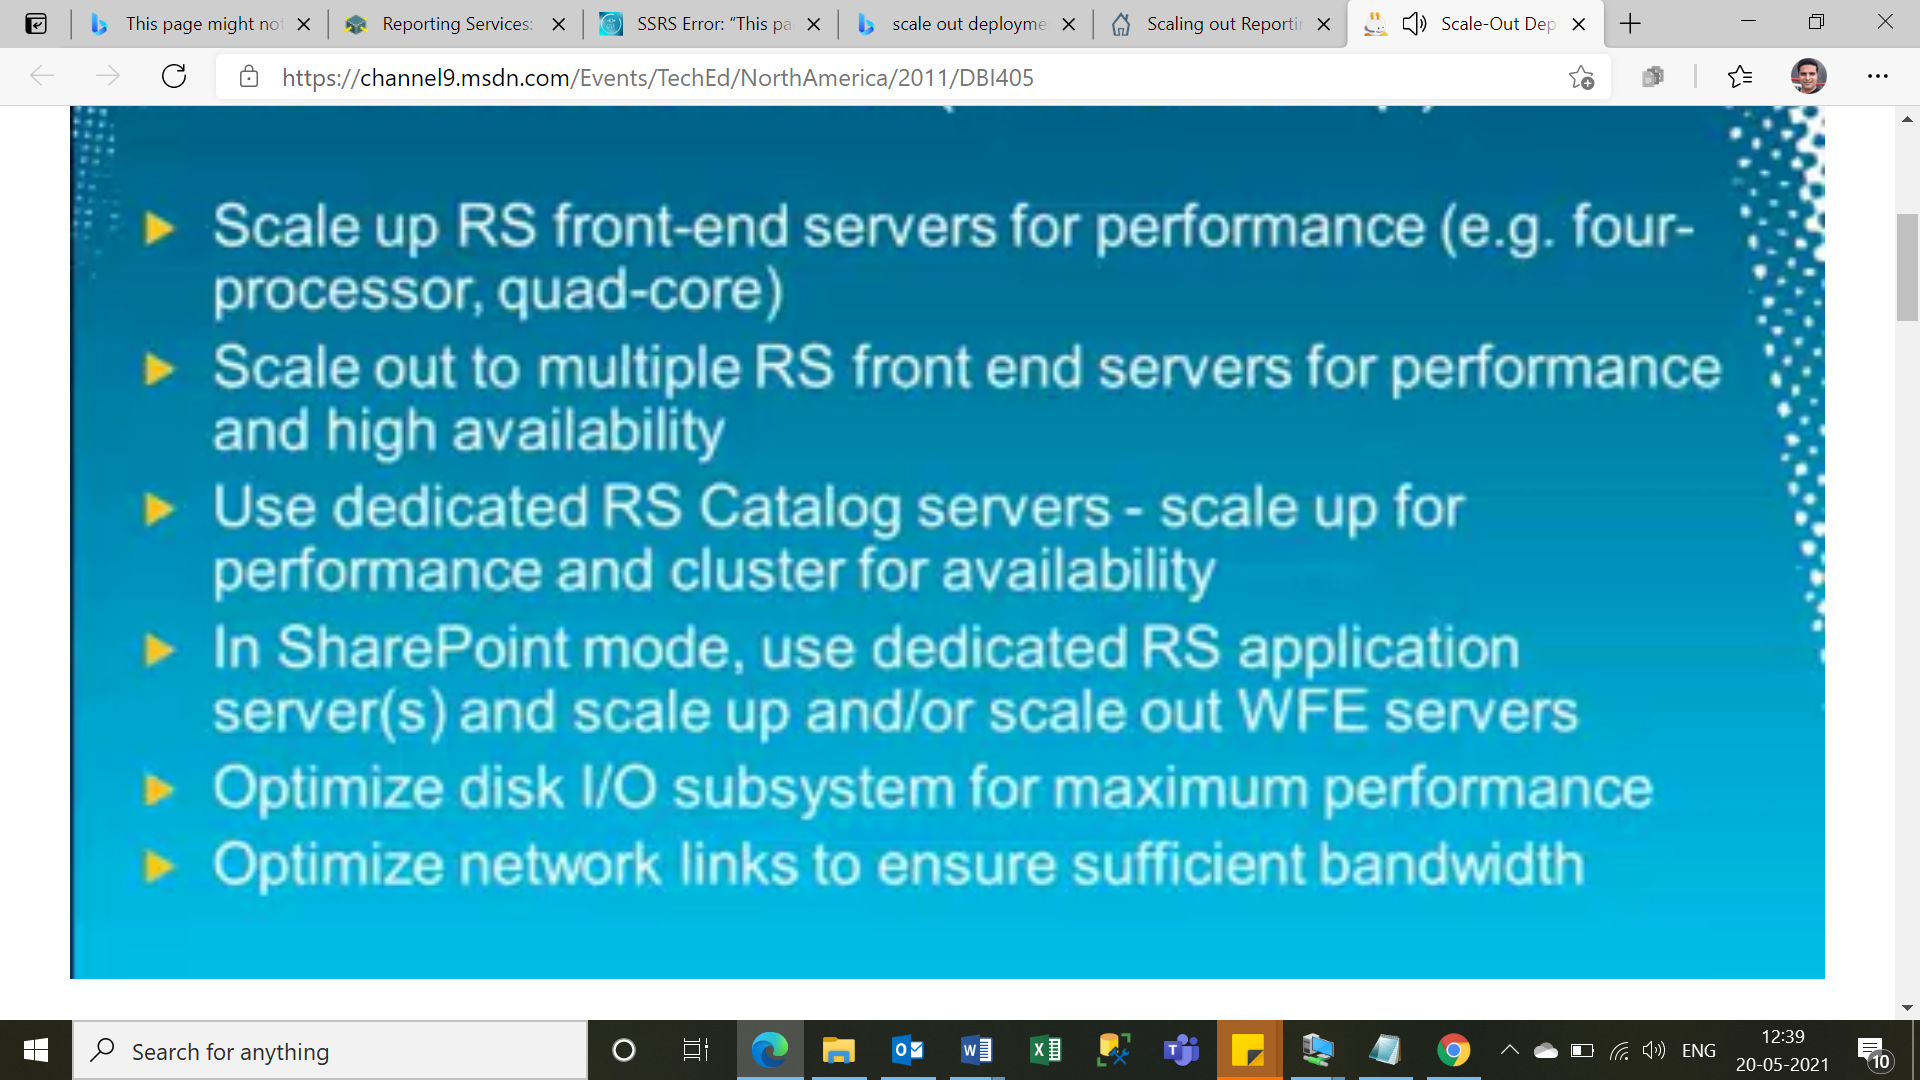 This page might not
Reporting Services:
SSRS Error: “This pa
scale out deployme
Scaling out Reportin
Scale-Out Dep
https://channel9.msdn.com/Events/TechEd/NorthAmerica/2011/DBI405
Scale up RS front-end servers for performance (e.g. four-
processor, quad-core)
Scale out to multiple RS front end servers for performance
and high availability
Use dedicated RS Catalog servers - scale up for
performance and cluster for availability
In SharePoint mode, use dedicated RS application
server(s) and scale up and/or scale out WFE servers
Optimize disk I/O subsystem for maximum performance
Optimize network links to ensure sufficient bandwidth
Search for anything
ENG
12:39
20-05-2021
10